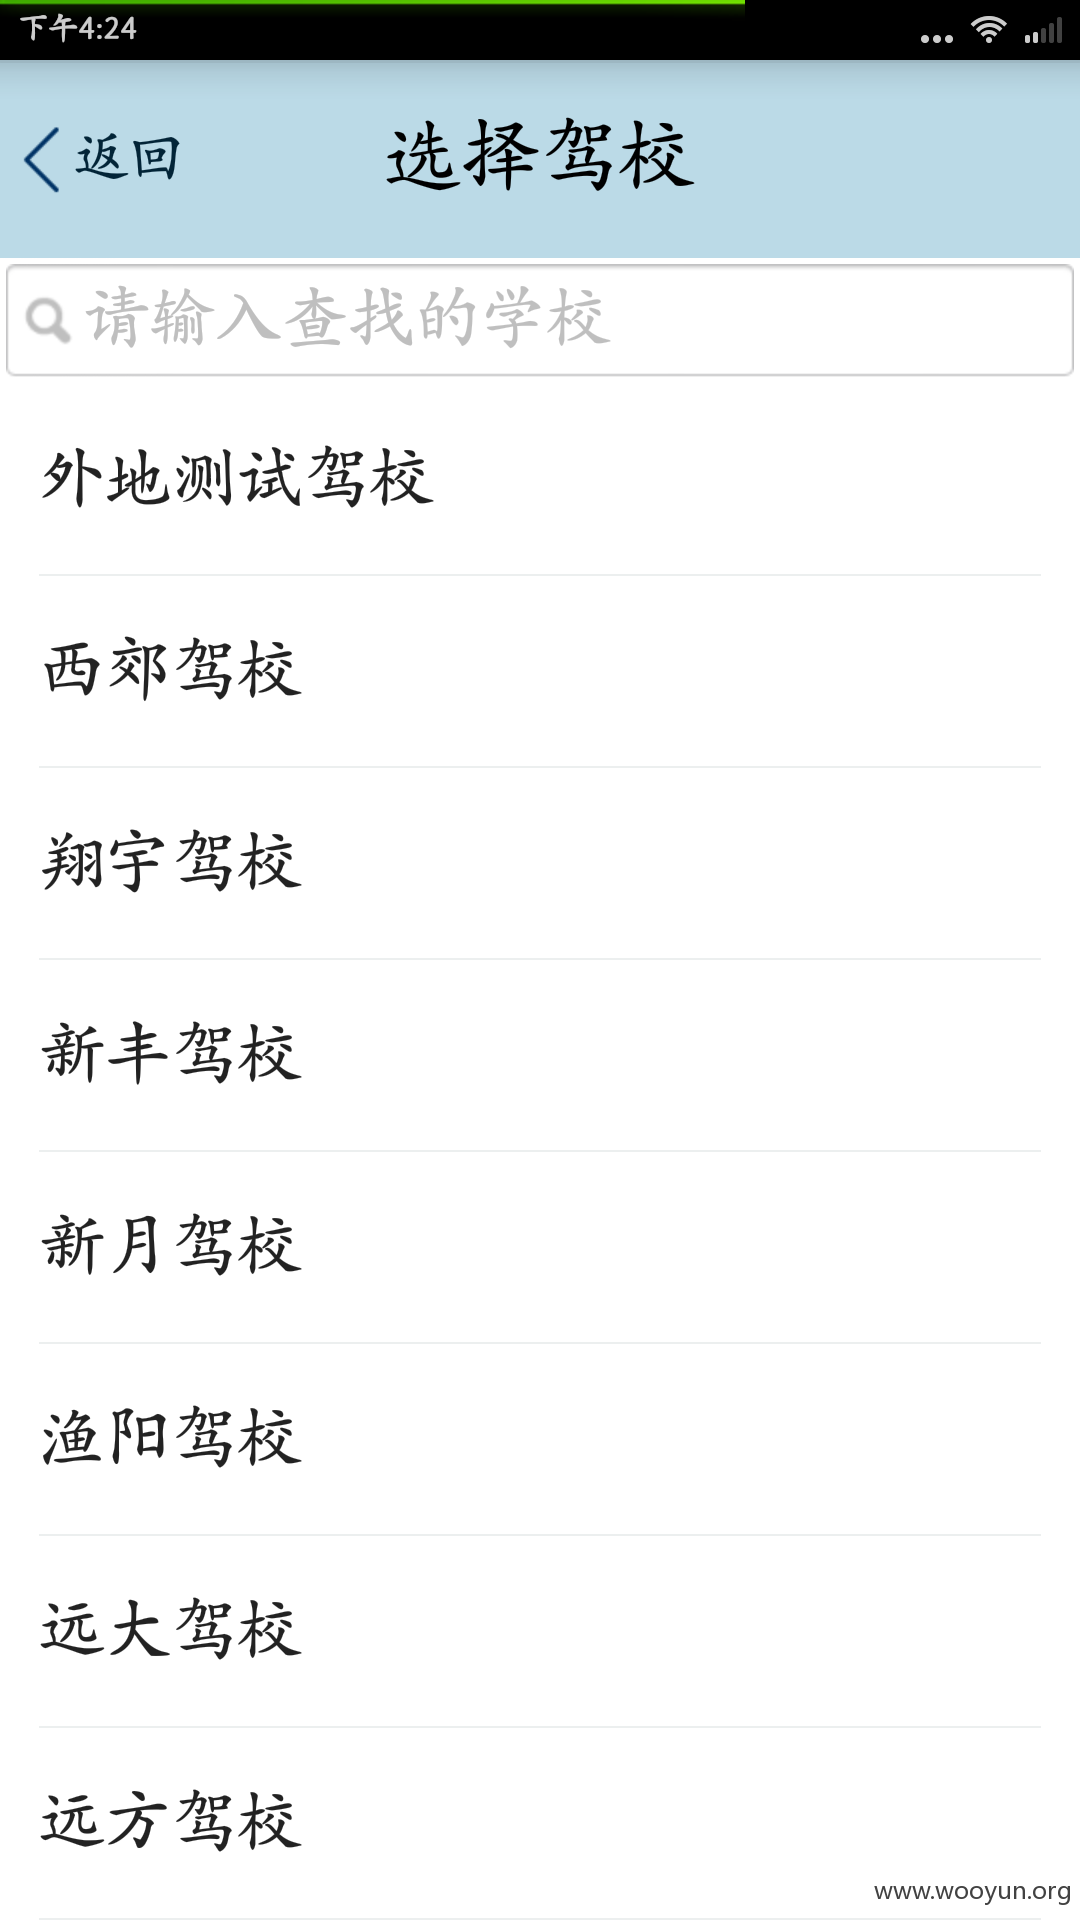 下午4:24
返回
选择驾校
请输入查找的学校
外地测试驾校
西郊驾校
翔宇驾校
新丰驾校
新月驾校
渔阳驾校
远大驾校
远方驾校
www.wooyun.org